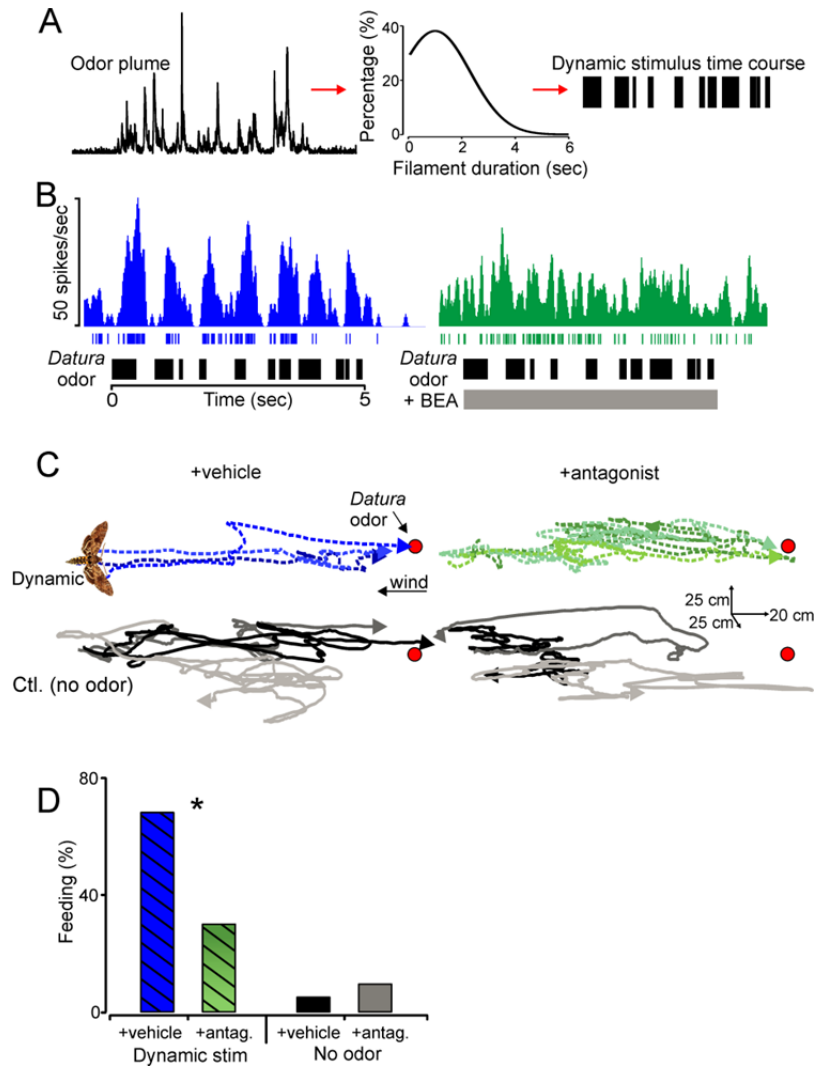 A
Odor plume
Percentage (%)
40
20
0
0 2 4 6
Filament duration (sec)
Dynamic stimulus time course
B
50 spikes/sec
Datura
odor
0 5
Time (sec)
Datura
odor
+ BEA
C
+vehicle
+antagonist
Datura
odor
Dynamic
wind
25 cm
25 cm
20 cm
Ctl. (no odor)
D
Feeding (%)
80
40
0
*
+vehicle +antag. +vehicle +antag.
Dynamic stim No odor